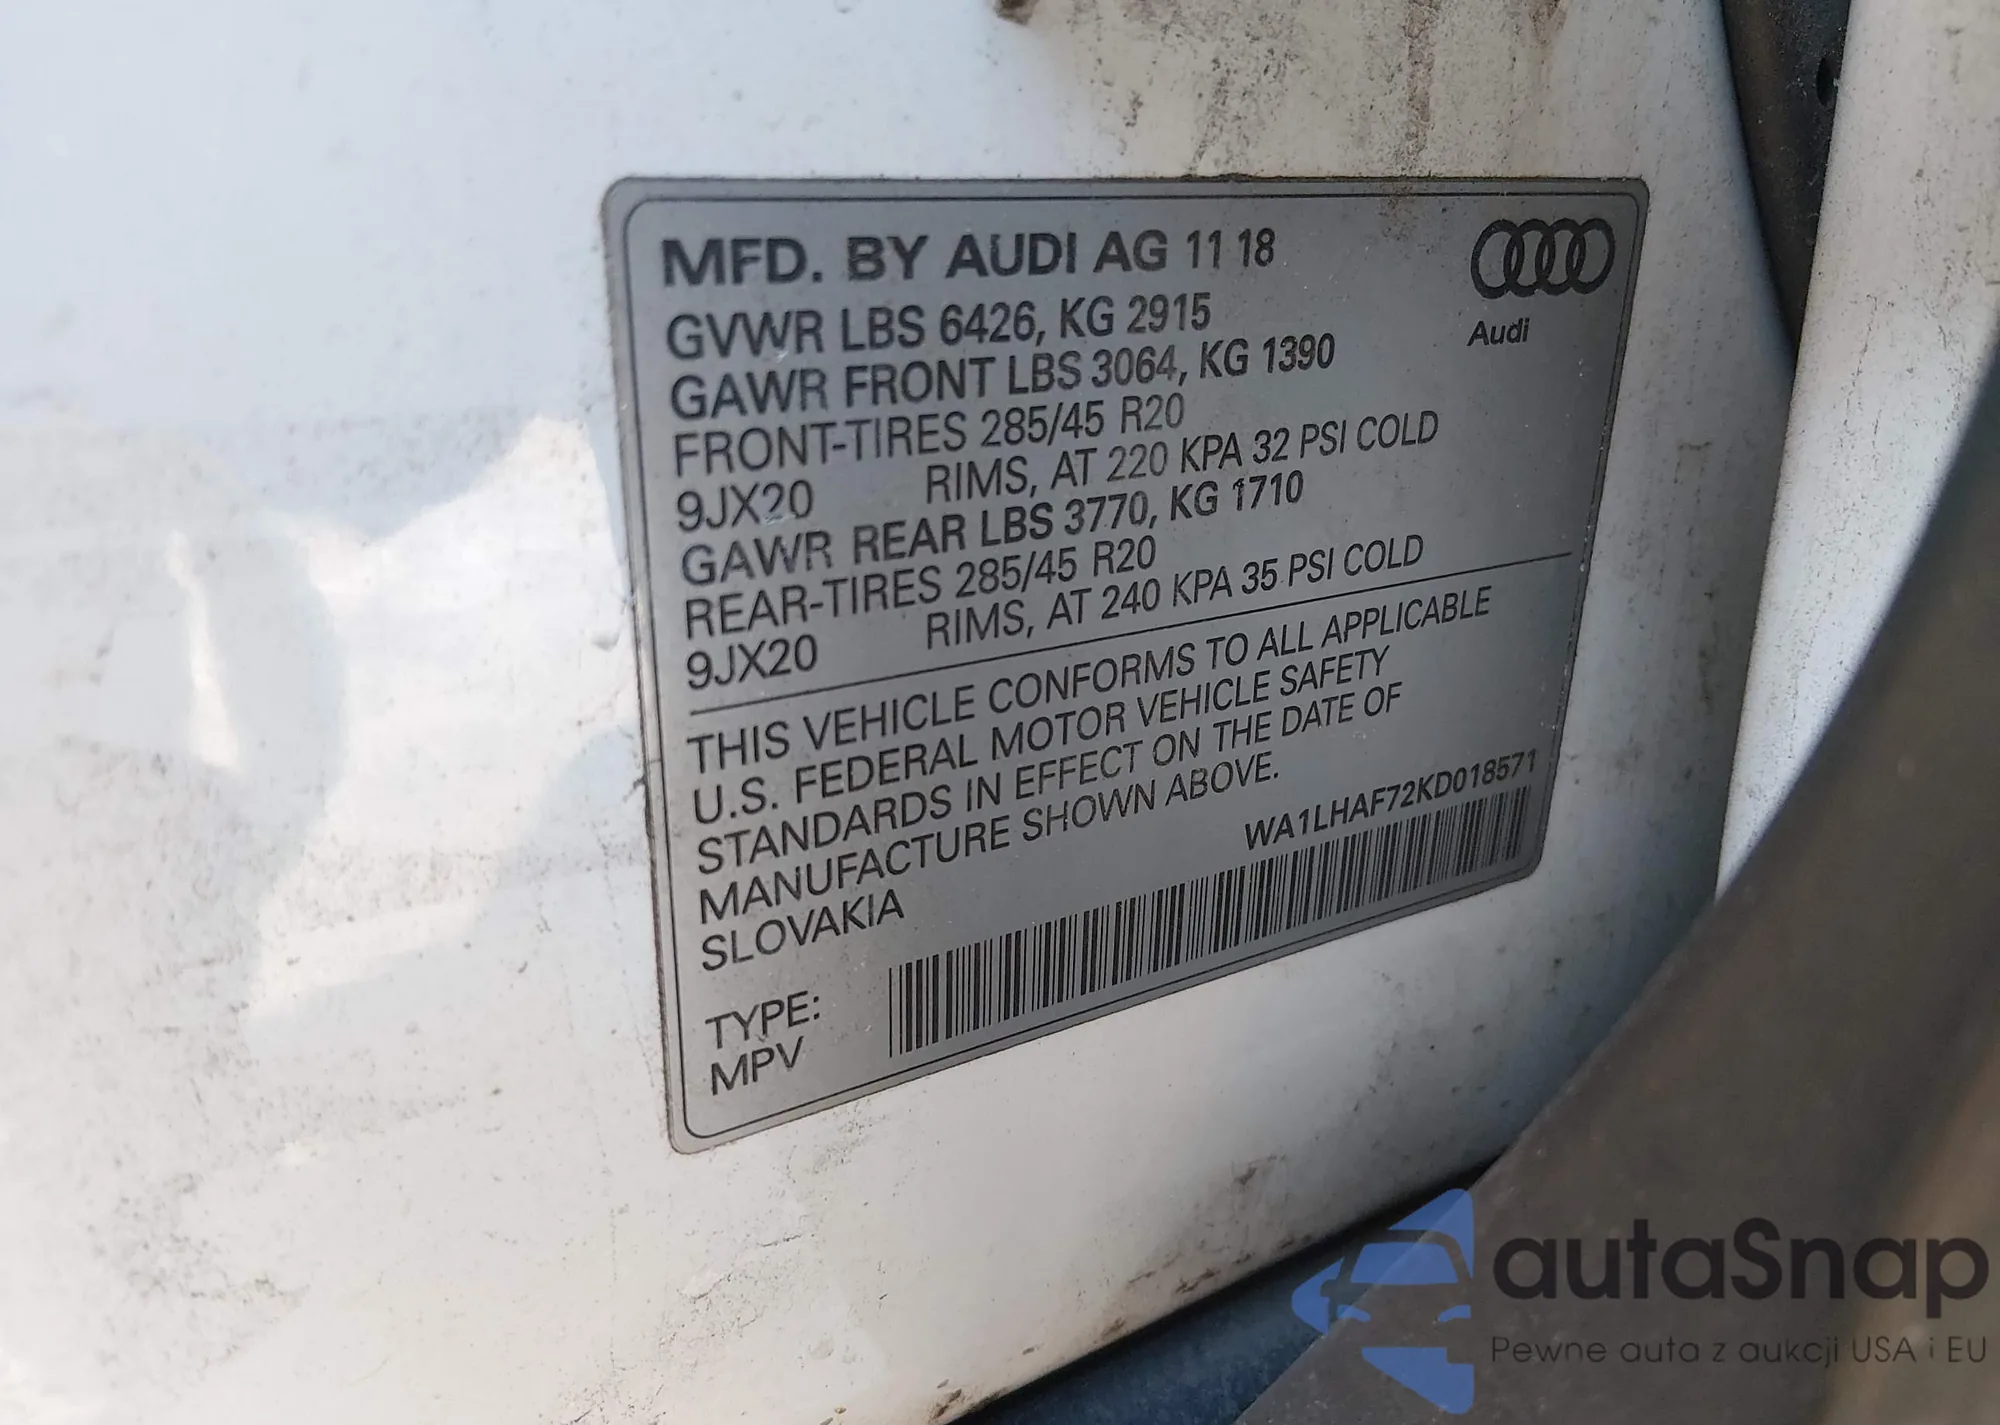 MFD. BY AUDI AG 11 18
GVWR LBS 6426, KG 2915
GAWR FRONT LBS 3064, KG 1390
FRONT-TIRES 285/45 R20
9JX20 RIMS, AT 220 KPA 32 PSI COLD
GAWR REAR LBS 3770, KG 1710
REAR-TIRES 285/45 R20
9JX20 RIMS, AT 240 KPA 35 PSI COLD
Audi
THIS VEHICLE CONFORMS TO ALL APPLICABLE
U.S. FEDERAL MOTOR VEHICLE SAFETY
STANDARDS IN EFFECT ON THE DATE OF
MANUFACTURE SHOWN ABOVE.
SLOVAKIA
WA1LHAF72KD018571
TYPE:
MPV
autaSnap
Pewne auta z aukcji USA i EU